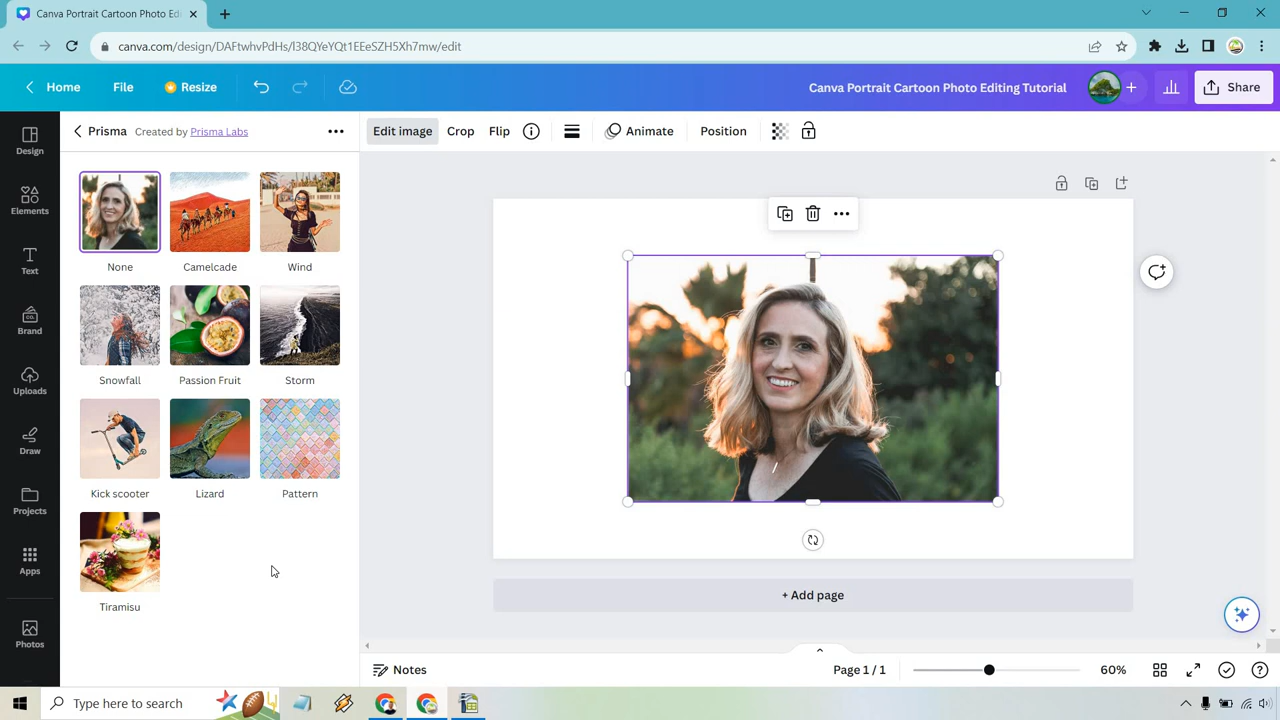 Canva Portrait Cartoon Photo Edi
canva.com/design/DAFtwhvPdHs/l38QYeYQt1EEeSZH5Xh7mw/edit
Home
File
Resize
Canva Portrait Cartoon Photo Editing Tutorial
Share
Design
Elements
Text
Brand
Uploads
Draw
Projects
Apps
Photos
Prisma Created by Prisma Labs
None
Camelcade
Wind
Snowfall
Passion Fruit
Storm
Kick scooter
Lizard
Pattern
Tiramisu
Edit image
Crop
Flip
Animate
Position
+ Add page
Notes
Page 1 / 1
60%
Type here to search